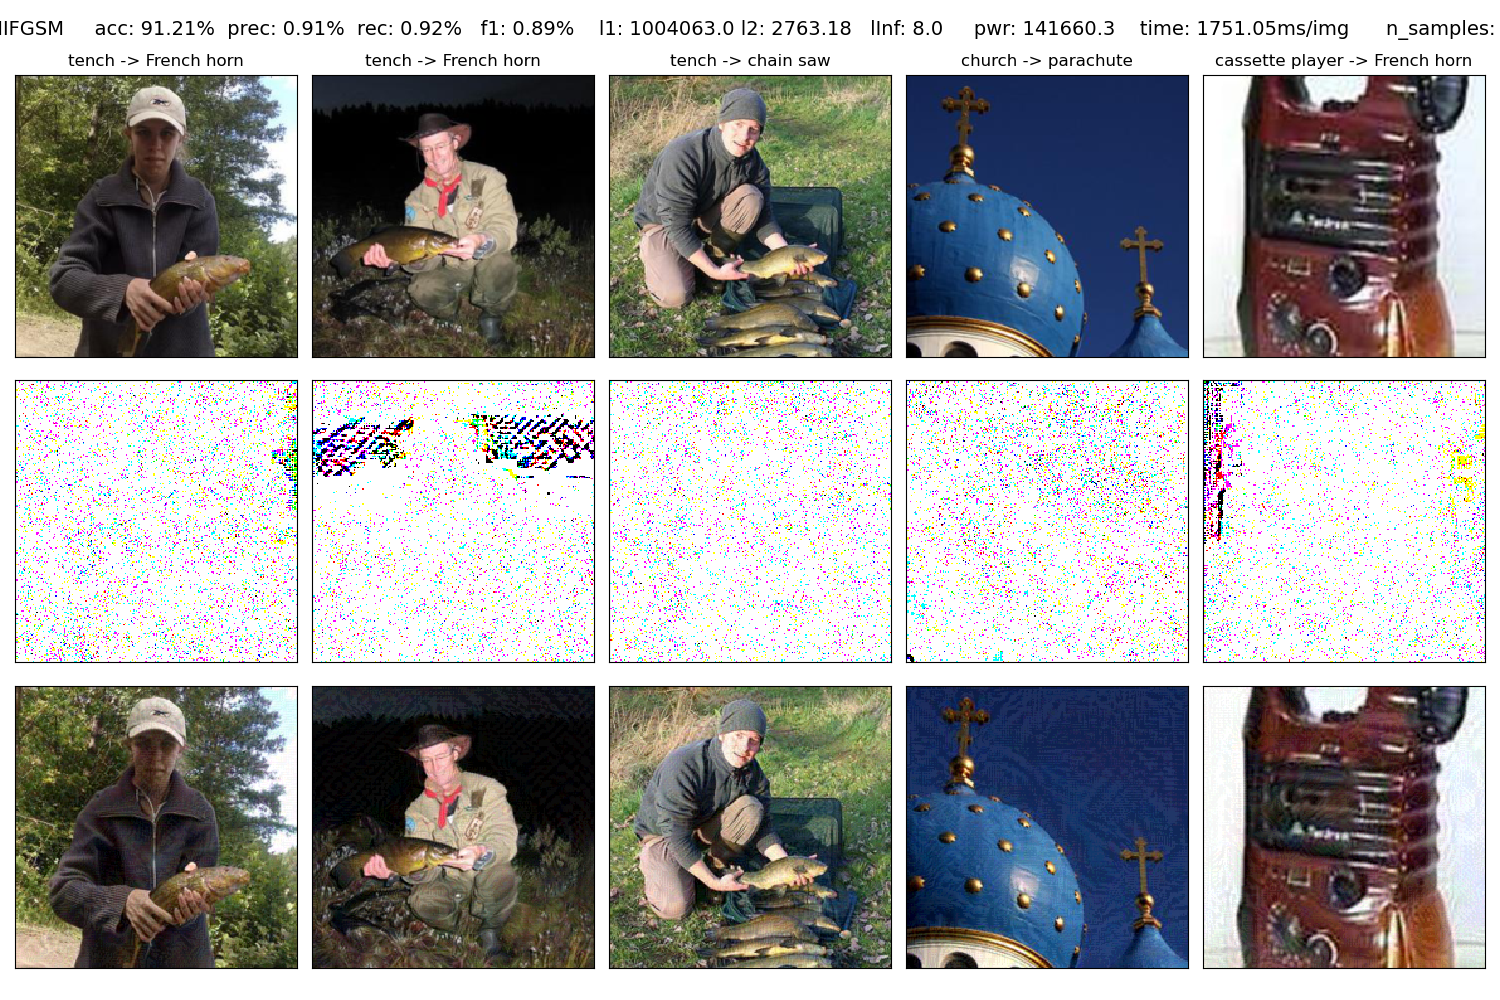 IFGSM acc: 91.21% prec: 0.91% rec: 0.92% f1: 0.89% l1: 1004063.0 l2: 2763.18 lInf: 8.0 pwr: 141660.3 time: 1751.05ms/img n_samples:
tench -> French horn tench -> French horn tench -> chain saw church -> parachute cassette player -> French horn